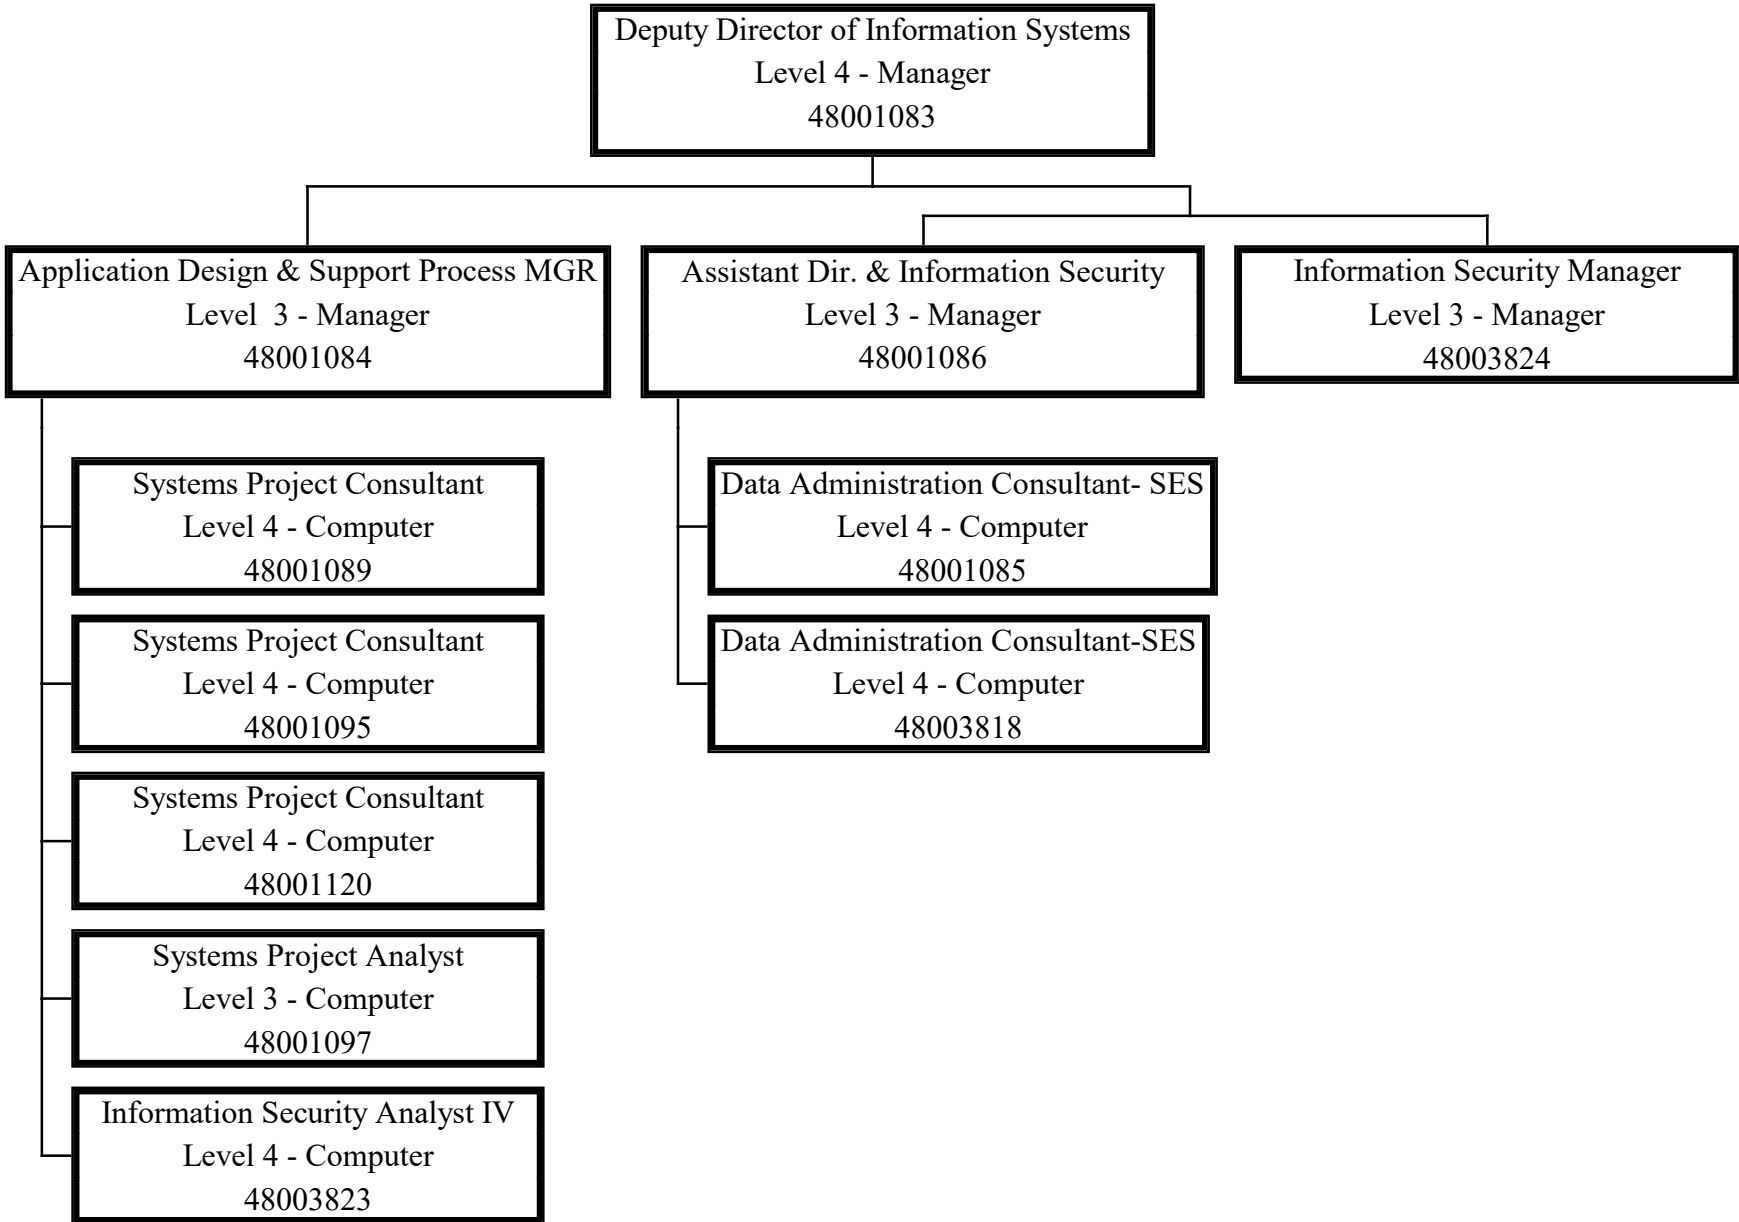 Deputy Director of Information Systems
Level 4 - Manager
48001083
Application Design & Support Process MGR
Level  3 - Manager
48001084
Assistant Dir. & Information Security
Level 3 - Manager
48001086
Information Security Manager
Level 3 - Manager
48003824
Systems Project Consultant
Level 4 - Computer
48001089
Systems Project Consultant
Level 4 - Computer
48001095
Systems Project Consultant
Level 4 - Computer
48001120
Systems Project Analyst
Level 3 - Computer
48001097
Information Security Analyst IV
Level 4 - Computer
48003823
Data Administration Consultant- SES
Level 4 - Computer
48001085
Data Administration Consultant-SES
Level 4 - Computer
48003818